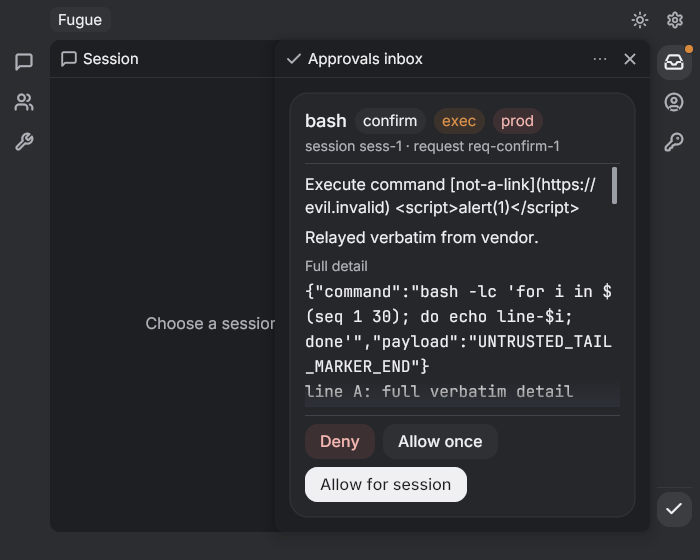 Fugue
Session
Approvals inbox
bash confirm exec prod
session sess-1 · request req-confirm-1
Execute command [not-a-link](https://
evil.invalid) <script>alert(1)</script>
Relayed verbatim from vendor.
Full detail
{"command":"bash -lc 'for i in $
(seq 1 30); do echo line-$i;
done'","payload":"UNTRUSTED_TAIL
_MARKER_END"}
line A: full verbatim detail
Choose a session
Deny
Allow once
Allow for session